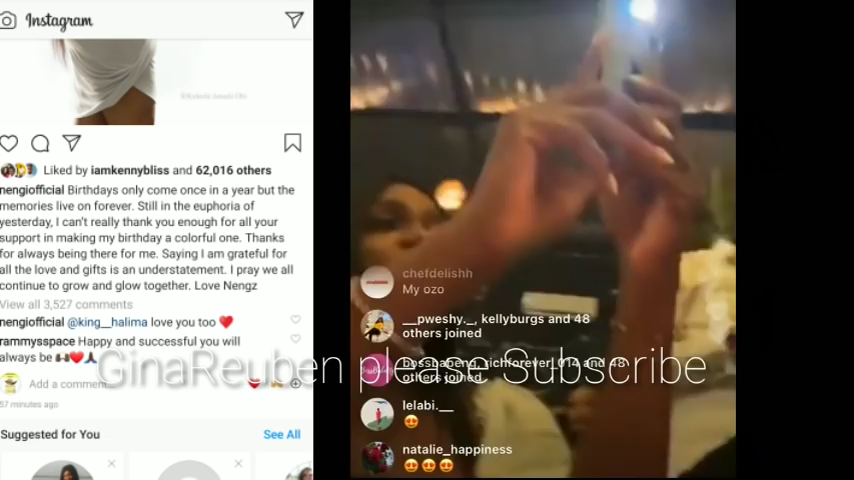 Instagram
Liked by iamkennybliss and 62,016 others
nengiofficial Birthdays only come once in a year but the
memories live on forever. Still in the euphoria of
yesterday, I can't really thank you enough for all your
support in making my birthday a colorful one. Thanks
for always being there for me. Saying I am grateful for
all the love and gifts is an understatement. I pray we all
continue to grow and glow together. Love Nengz
View all 3,527 comments
nengiofficial @king__halima love you too ❤️
rammysspace Happy and successful you will
always be
Add a comment...
57 minutes ago
Suggested for You
See All
chefdelishh
My ozo
__pweshy._, kellyburgs and 48
others joined
bossbabeng, richforever_014 and 48
others joined
lelabi.__
😍
natalie_happiness
😍😍😍
GinaReuben please Subscribe